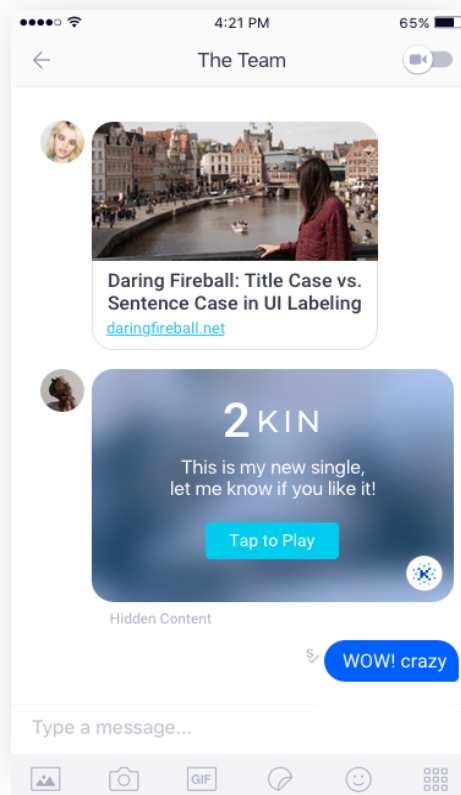 4:21 PM
65%
The Team
Daring Fireball: Title Case vs.
Sentence Case in UI Labeling
daringfireball.net
2 KIN
This is my new single,
let me know if you like it!
Tap to Play
Hidden Content
S
WOW! crazy
Type a message...
GIF